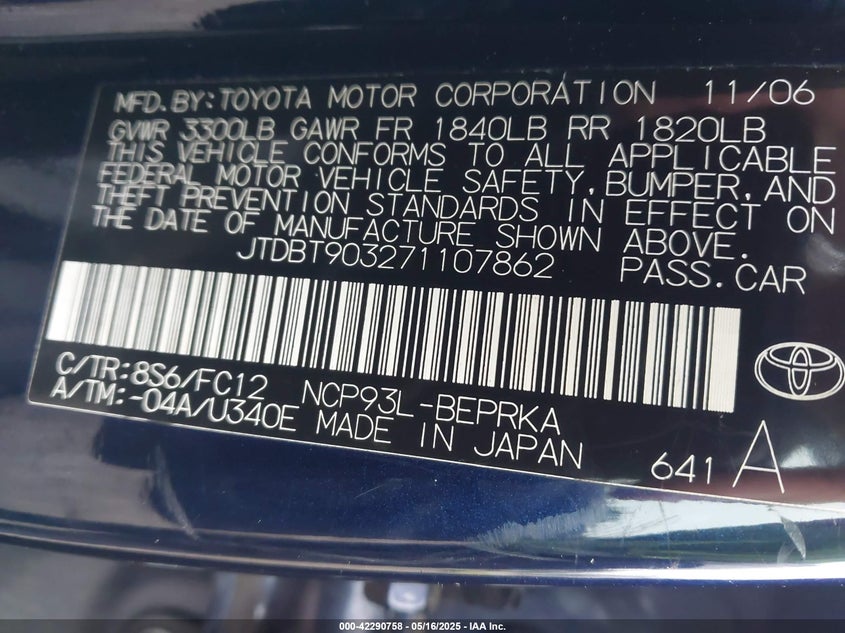 MFD. BY: TOYOTA MOTOR CORPORATION 11/06
GVWR 3300LB GAWR FR 1840LB RR 1820LB
THIS VEHICLE CONFORMS TO ALL APPLICABLE
FEDERAL MOTOR VEHICLE SAFETY, BUMPER, AND
THEFT PREVENTION STANDARDS IN EFFECT ON
THE DATE OF MANUFACTURE SHOWN ABOVE.
JTDBT903271107862 PASS. CAR
C/TR: 8S6/FC12 NCP93L-BEPRKA
A/TM: -04A/U340E MADE IN JAPAN
641 A
000-42290758 - 05/16/2025 - IAA Inc.